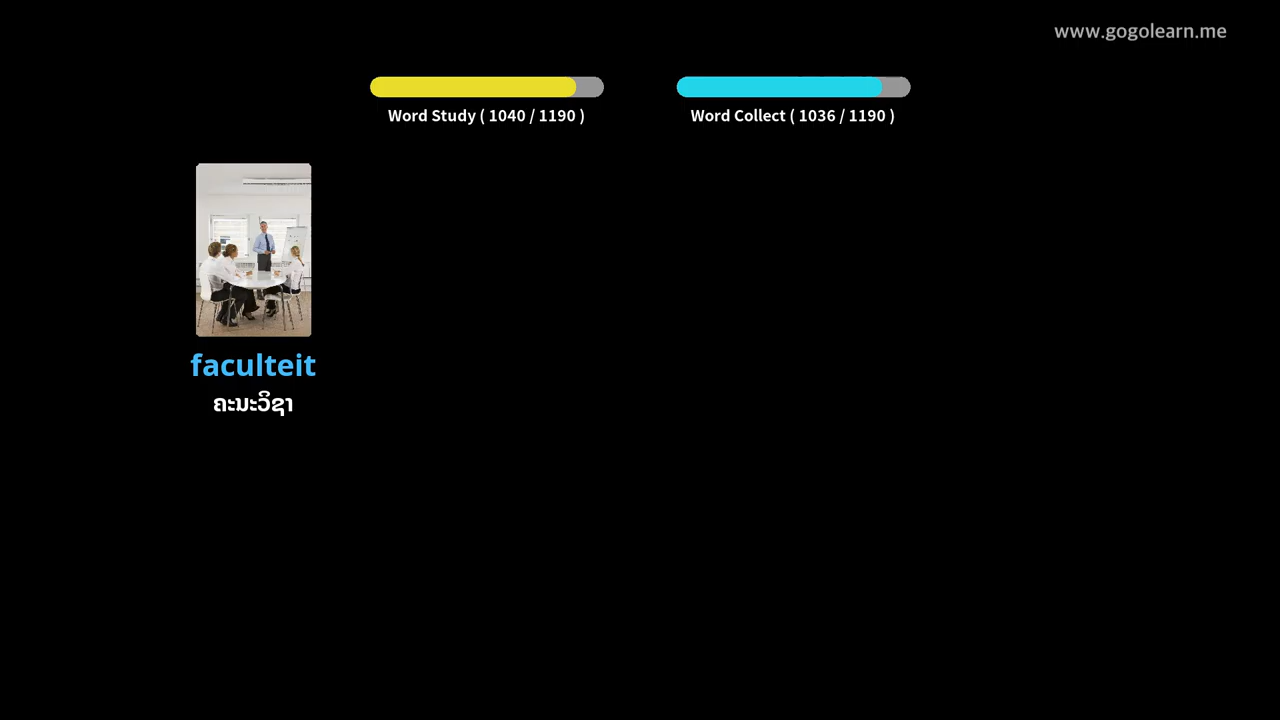 www.gogolearn.me
Word Study ( 1040 / 1190 )
Word Collect ( 1036 / 1190 )
faculteit
ຄະນະວິຊາ